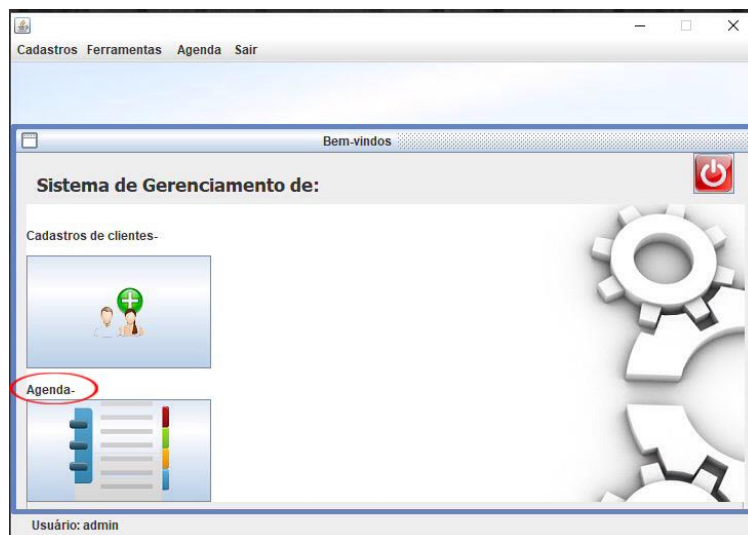 Cadastros Ferramentas Agenda Sair
Bem-vindos
Sistema de Gerenciamento de:
Cadastros de clientes-
Agenda-
Usuário: admin